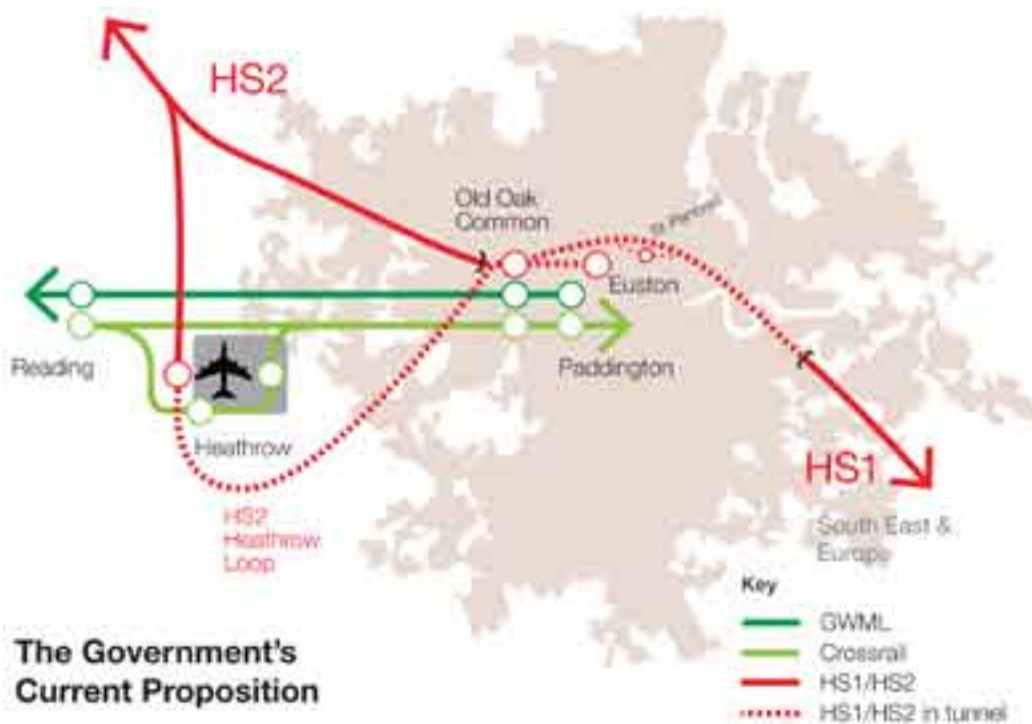 HS2
Old Oak
Common
St Pancras
Euston
Reading
Paddington
Heathrow
HS1
HS2
Heathrow
Loop
South East &
Europe
Key
GWML
Crossrail
HS1/HS2
HS1/HS2 in tunnel
The Government's
Current Proposition